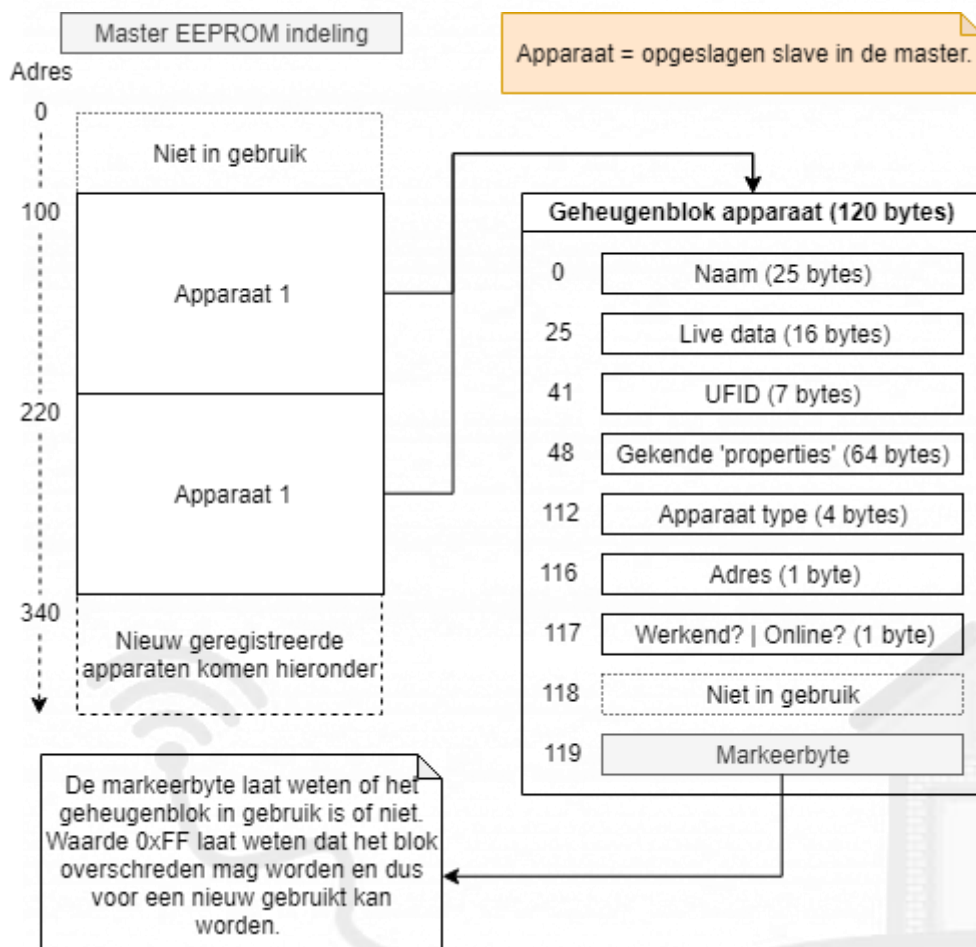 Master EEPROM indeling
Apparaat = opgeslagen slave in de master.
Adres
0
Niet in gebruik
100
Apparaat 1
220
Apparaat 1
340
Nieuw geregistreerde
apparaten komen hieronder
Geheugenblok apparaat (120 bytes)
0 Naam (25 bytes)
25 Live data (16 bytes)
41 UFID (7 bytes)
48 Gekende 'properties' (64 bytes)
112 Apparaat type (4 bytes)
116 Adres (1 byte)
117 Werkend? | Online? (1 byte)
118 Niet in gebruik
119 Markeerbyte
De markeerbyte laat weten of het
geheugenblok in gebruik is of niet.
Waarde 0xFF laat weten dat het blok
overschreden mag worden en dus
voor een nieuw gebruikt kan
worden.